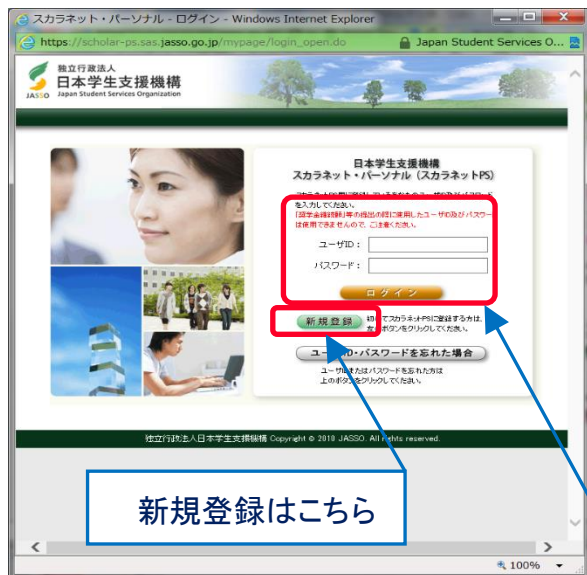 スカラネット・パーソナル - ログイン - Windows Internet Explorer
https://scholar-ps.sas.jasso.go.jp/mypage/login_open.do
Japan Student Services O...
独立行政法人
日本学生支援機構
JASSO Japan Student Services Organization
日本学生支援機構
スカラネット・パーソナル（スカラネットPS）
を入力してください。
「奨学金継続願」等の提出の際に使用したユーザID及びパスワー
は使用できませんので、ご注意ください。
ユーザID：
パスワード：
ログイン
新規登録
初めてスカラネットPSに登録する方は、
左のボタンをクリックしてください。
ユーザID・パスワードを忘れた場合
ユーザIDまたはパスワードを忘れた方は
上のボタンをクリックしてください。
独立行政法人日本学生支援機構 Copyright © 2010 JASSO. All rights reserved.
新規登録はこちら
100%